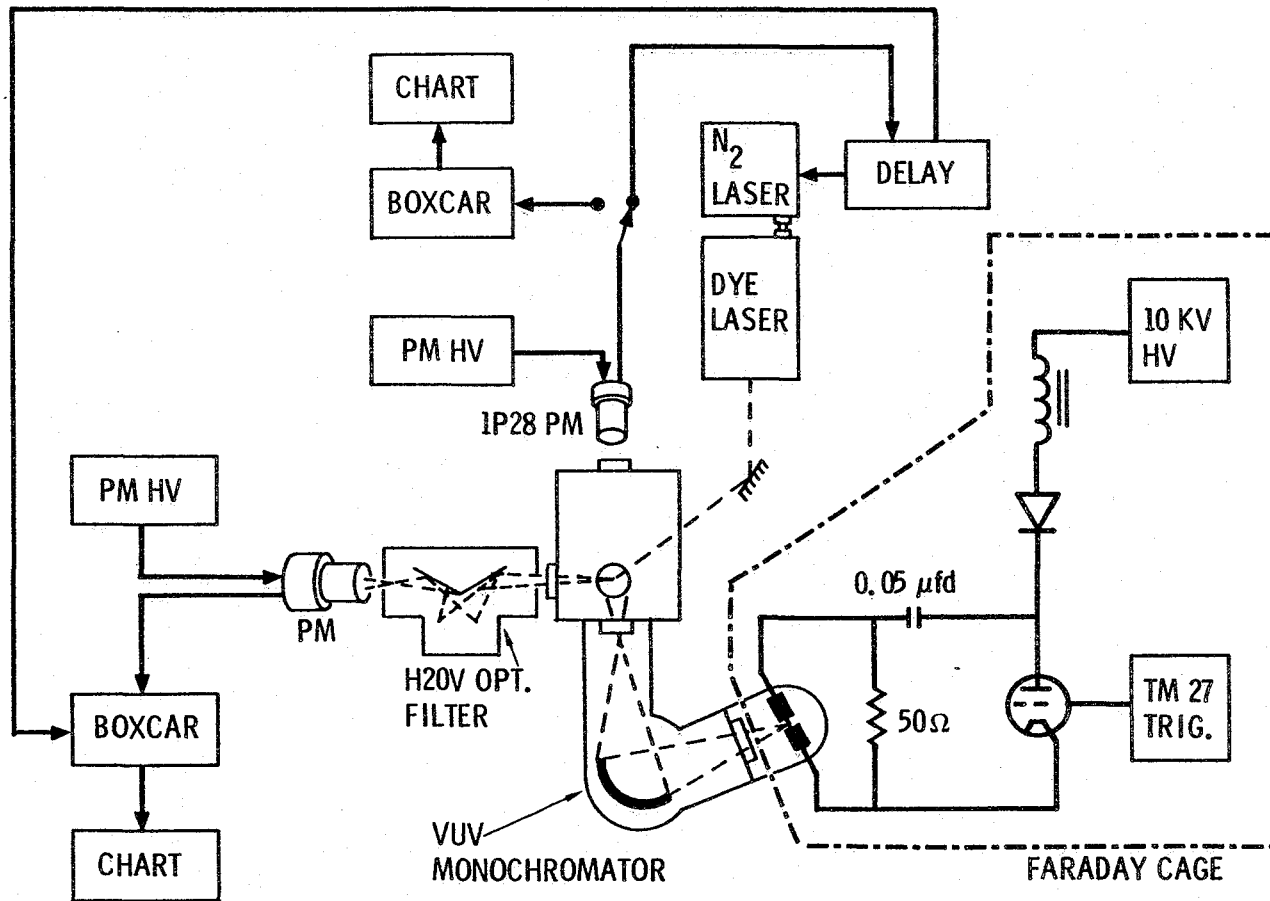 CHART
BOXCAR
N2
LASER
DELAY
DYE
LASER
PM HV
1P28 PM
10 KV
HV
PM HV
PM
H20V OPT.
FILTER
0.05 µfd
50Ω
TM 27
TRIG.
BOXCAR
CHART
VUV
MONOCHROMATOR
FARADAY CAGE